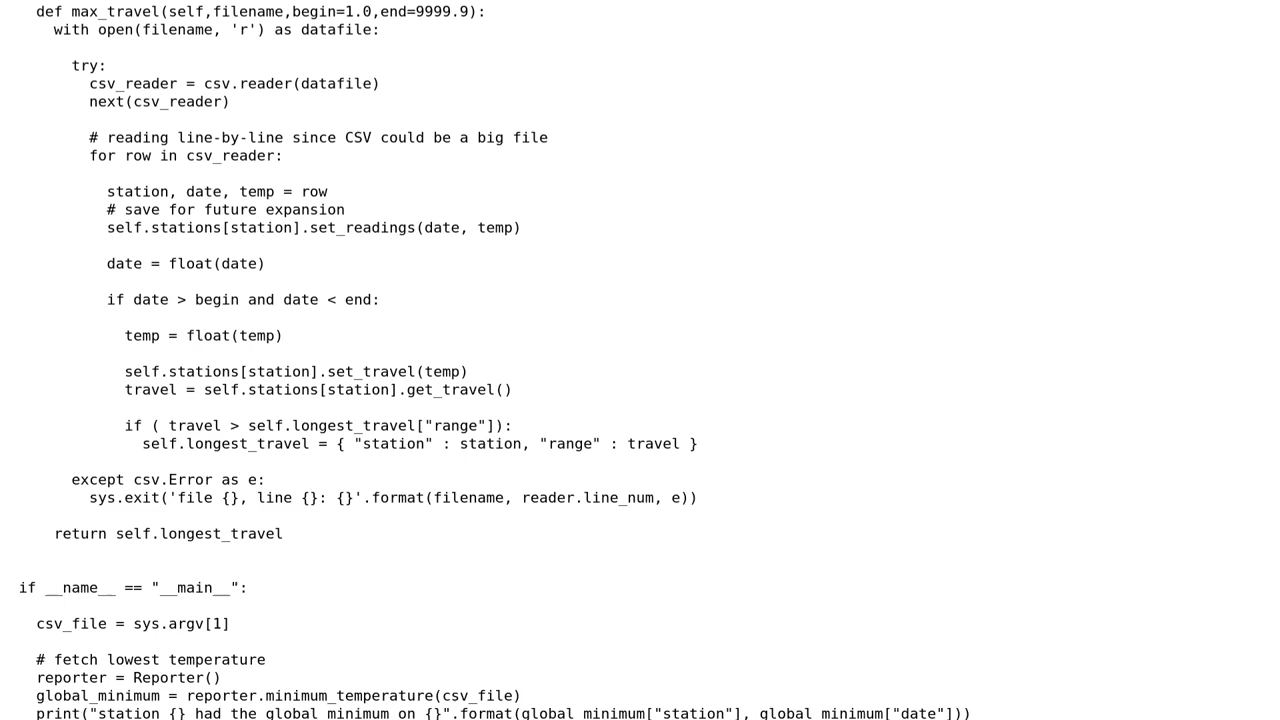 def max_travel(self,filename,begin=1.0,end=9999.9):
with open(filename, 'r') as datafile:
try:
csv_reader = csv.reader(datafile)
next(csv_reader)
# reading line-by-line since CSV could be a big file
for row in csv_reader:
station, date, temp = row
# save for future expansion
self.stations[station].set_readings(date, temp)
date = float(date)
if date > begin and date < end:
temp = float(temp)
self.stations[station].set_travel(temp)
travel = self.stations[station].get_travel()
if ( travel > self.longest_travel["range"]):
self.longest_travel = { "station" : station, "range" : travel }
except csv.Error as e:
sys.exit('file {}, line {}: {}'.format(filename, reader.line_num, e))
return self.longest_travel
if __name__ == "__main__":
csv_file = sys.argv[1]
# fetch lowest temperature
reporter = Reporter()
global_minimum = reporter.minimum_temperature(csv_file)
print("station {} had the global minimum on {}".format(global_minimum["station"], global_minimum["date"]))